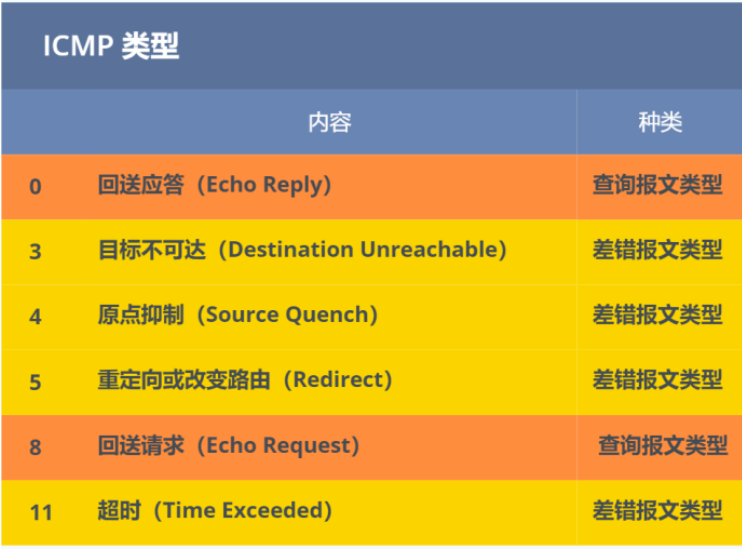 ICMP 类型
内容 种类
0 回送应答（Echo Reply） 查询报文类型
3 目标不可达（Destination Unreachable） 差错报文类型
4 原点抑制（Source Quench） 差错报文类型
5 重定向或改变路由（Redirect） 差错报文类型
8 回送请求（Echo Request） 查询报文类型
11 超时（Time Exceeded） 差错报文类型